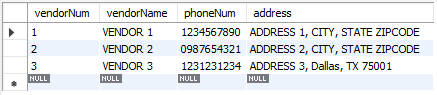 vendorNum vendorName phoneNum address
1 VENDOR 1 1234567890 ADDRESS 1, CITY, STATE ZIPCODE
2 VENDOR 2 0987654321 ADDRESS 2, CITY, STATE ZIPCODE
3 VENDOR 3 1231231234 ADDRESS 3, Dallas, TX 75001
NULL NULL NULL NULL